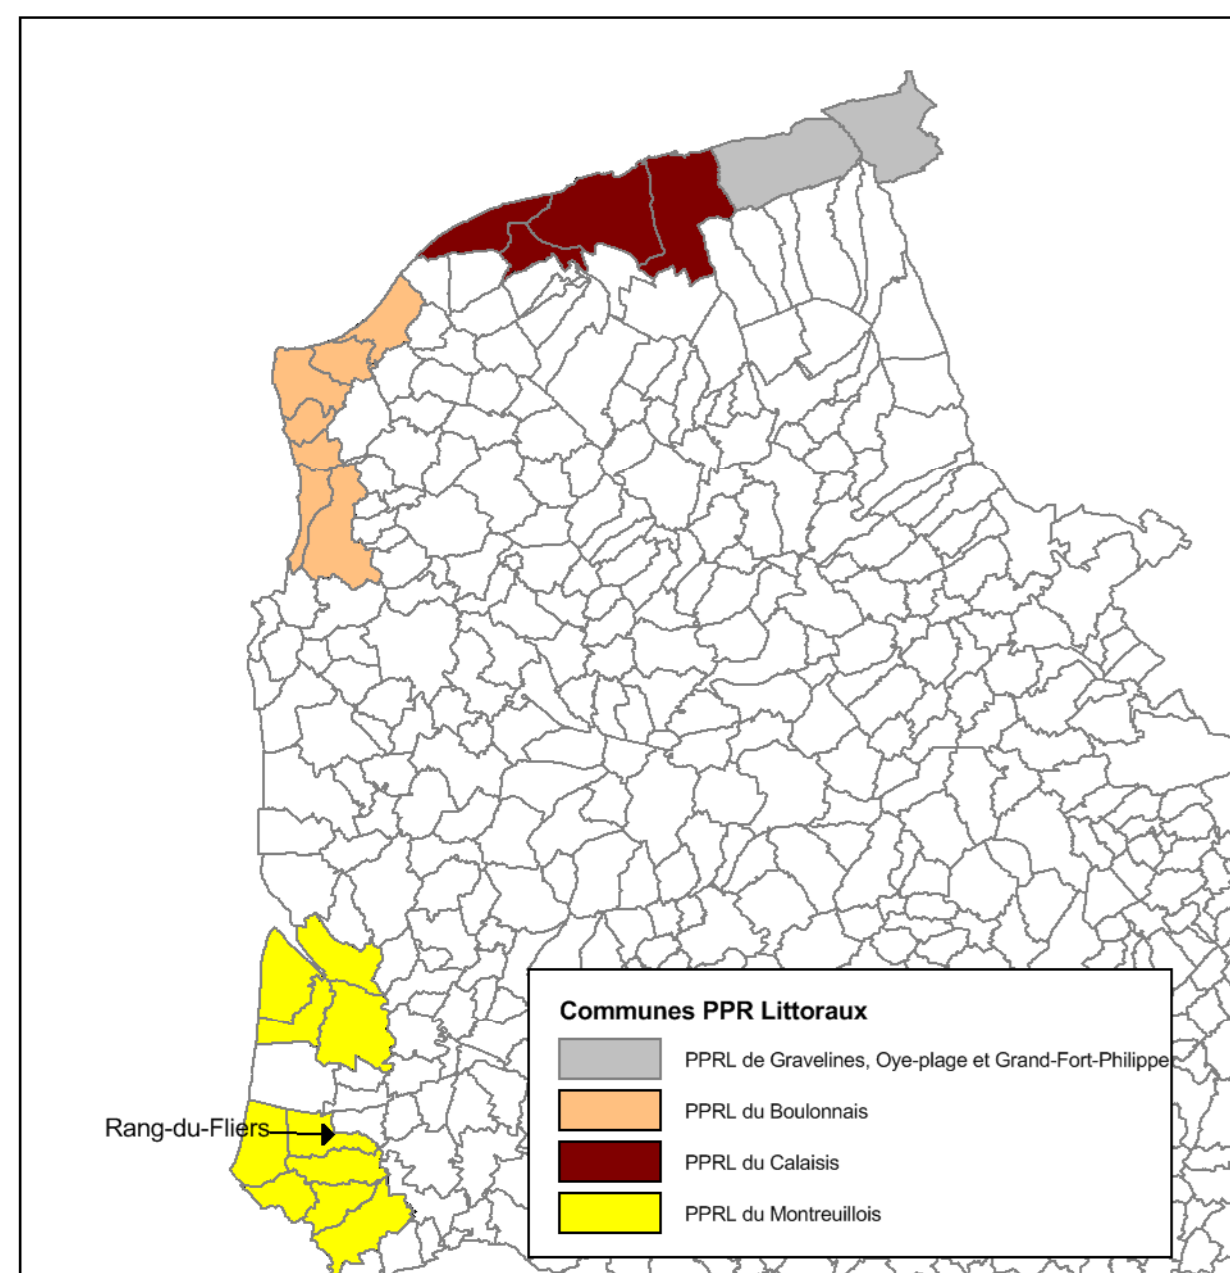 Rang-du-Fliers
Communes PPR Littoraux
PPRL de Gravelines, Oye-plage et Grand-Fort-Philippe
PPRL du Boulonnais
PPRL du Calaisis
PPRL du Montreuillois